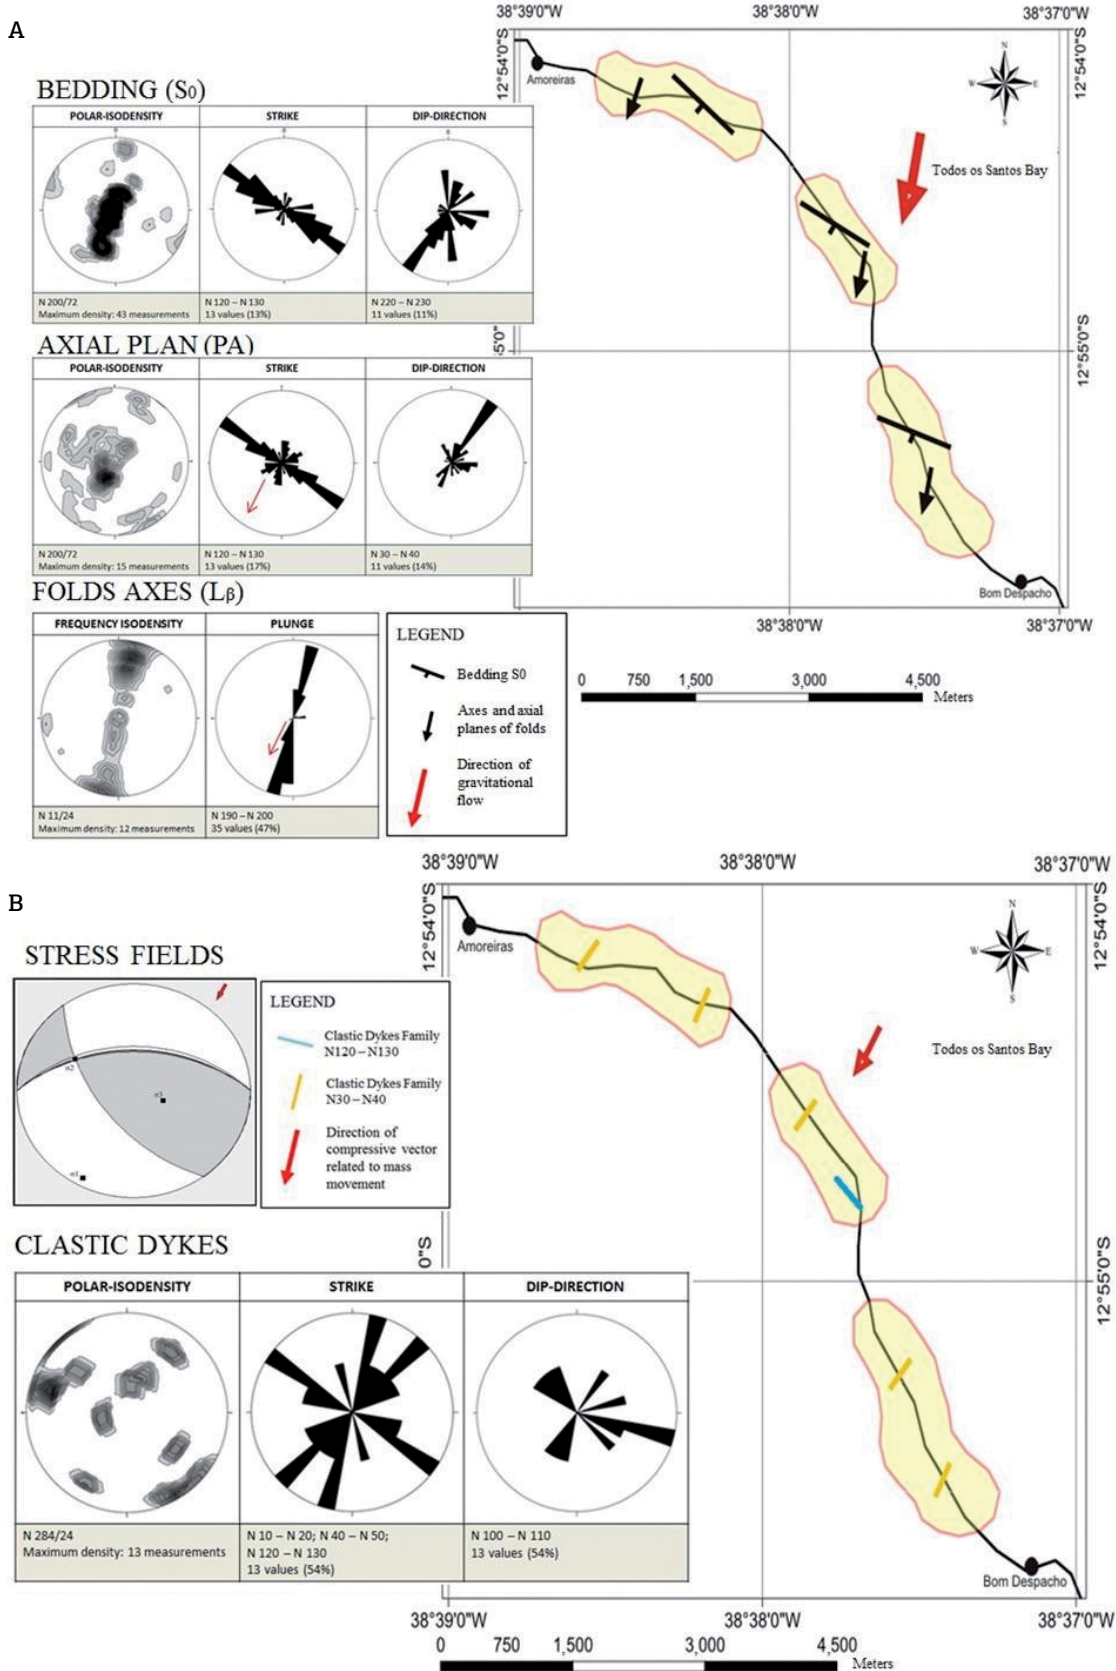 A
38°39'0"W
38°38'0"W
38°37'0"W
12°54'0"S
12°54'0"S
Amoreiras
N
W
E
S
Todos os Santos Bay
BEDDING (S0)
POLAR-ISODENSITY
STRIKE
DIP-DIRECTION
N 200/72
Maximum density: 43 measurements
N 120 – N 130
13 values (13%)
N 220 – N 230
11 values (11%)
AXIAL PLAN (PA)
POLAR-ISODENSITY
STRIKE
DIP-DIRECTION
N 200/72
Maximum density: 15 measurements
N 120 – N 130
13 values (17%)
N 30 – N 40
11 values (14%)
5'0"
12°55'0"S
Bom Despacho
38°38'0"W
38°37'0"W
FOLDS AXES (Lβ)
FREQUENCY ISODENSITY
PLUNGE
N 11/24
Maximum density: 12 measurements
N 190 – N 200
35 values (47%)
LEGEND
Bedding S0
Axes and axial
planes of folds
Direction of
gravitational
flow
0 750 1,500 3,000 4,500
Meters
B
38°39'0"W
38°38'0"W
38°37'0"W
12°54'0"S
12°54'0"S
Amoreiras
N
W
E
S
Todos os Santos Bay
STRESS FIELDS
σ2
σ3
σ1
LEGEND
Clastic Dykes Family
N120 – N130
Clastic Dykes Family
N30 – N40
Direction of
compressive vector
related to mass
movement
CLASTIC DYKES
POLAR-ISODENSITY
STRIKE
DIP-DIRECTION
N 284/24
Maximum density: 13 measurements
N 10 – N 20; N 40 – N 50;
N 120 – N 130
13 values (54%)
N 100 – N 110
13 values (54%)
0"S
12°55'0"S
Bom Despacho
38°39'0"W
38°38'0"W
38°37'0"W
0 750 1,500 3,000 4,500
Meters